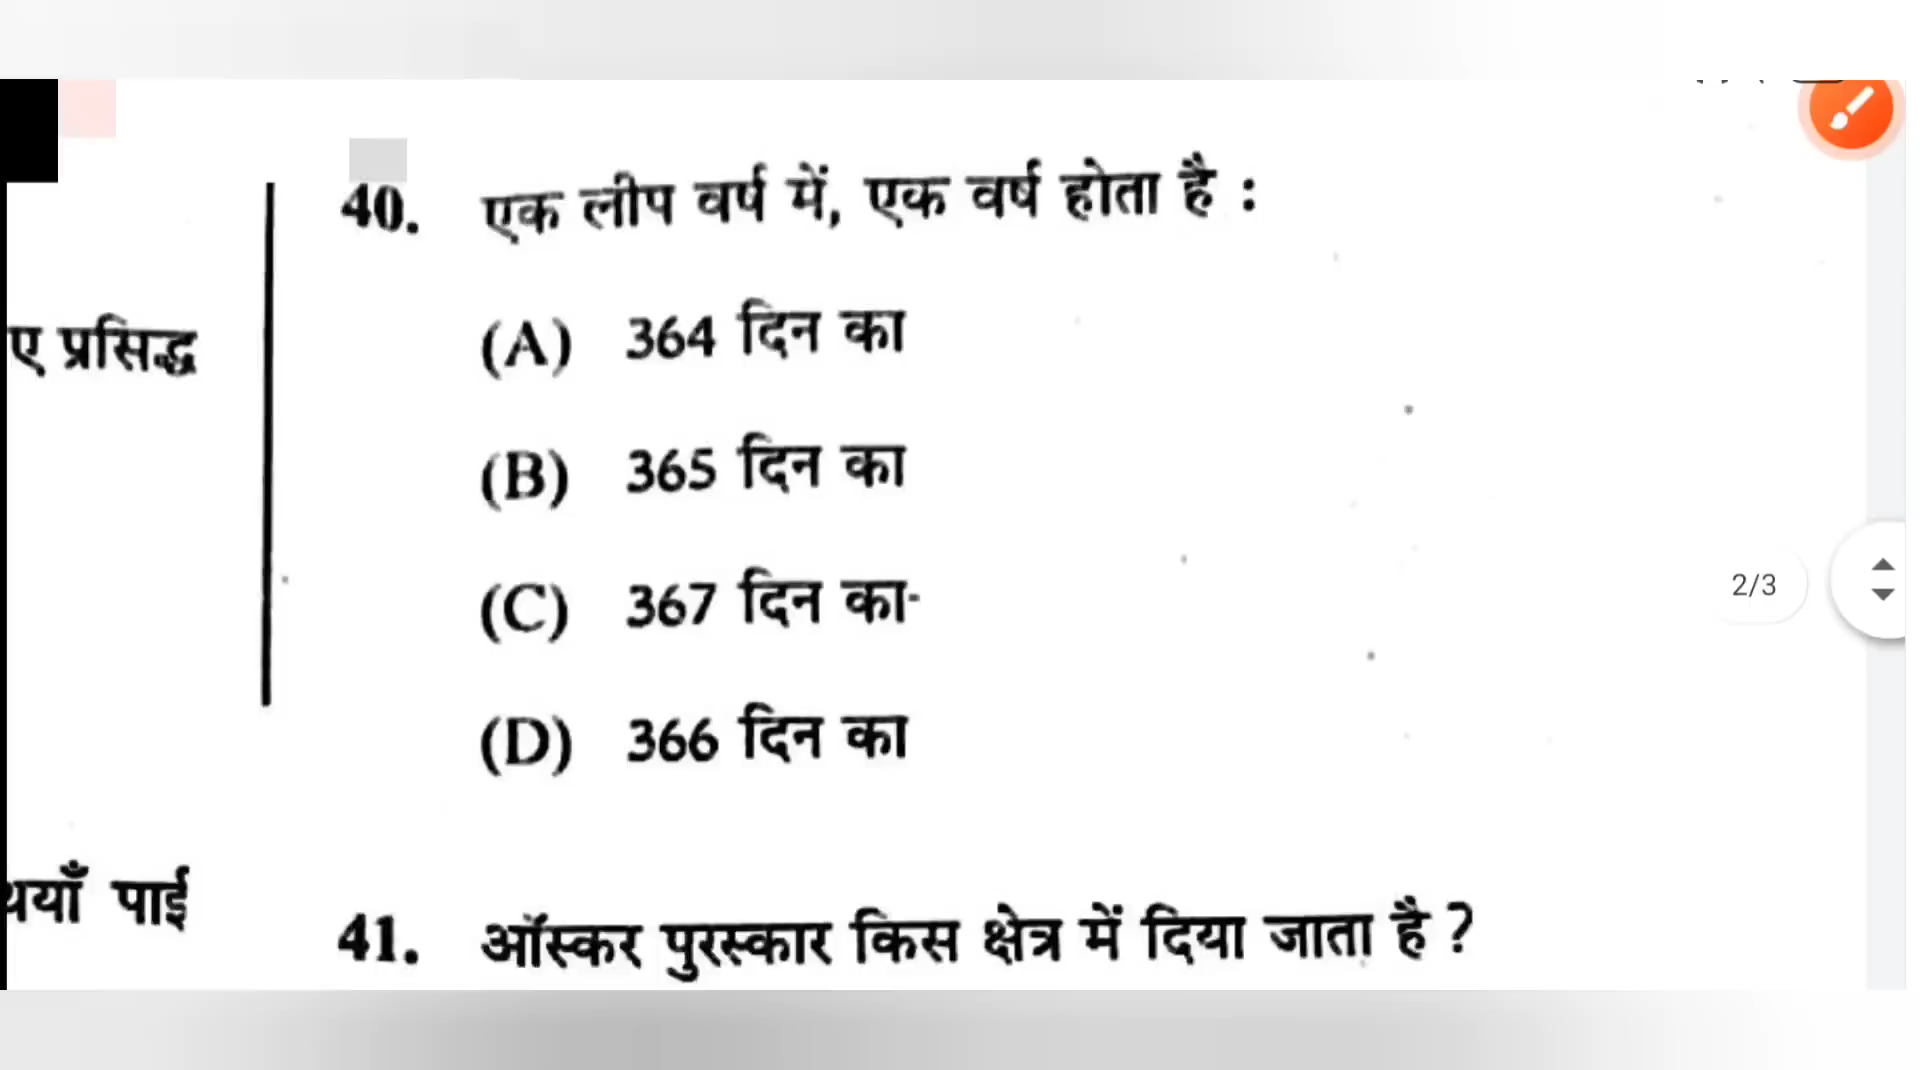 40. एक लीप वर्ष में, एक वर्ष होता है :
(A) 364 दिन का
ए प्रसिद्ध
(B) 365 दिन का
(C) 367 दिन का
2/3
(D) 366 दिन का
पाई
41. ऑस्कर पुरस्कार किस क्षेत्र में दिया जाता है ?